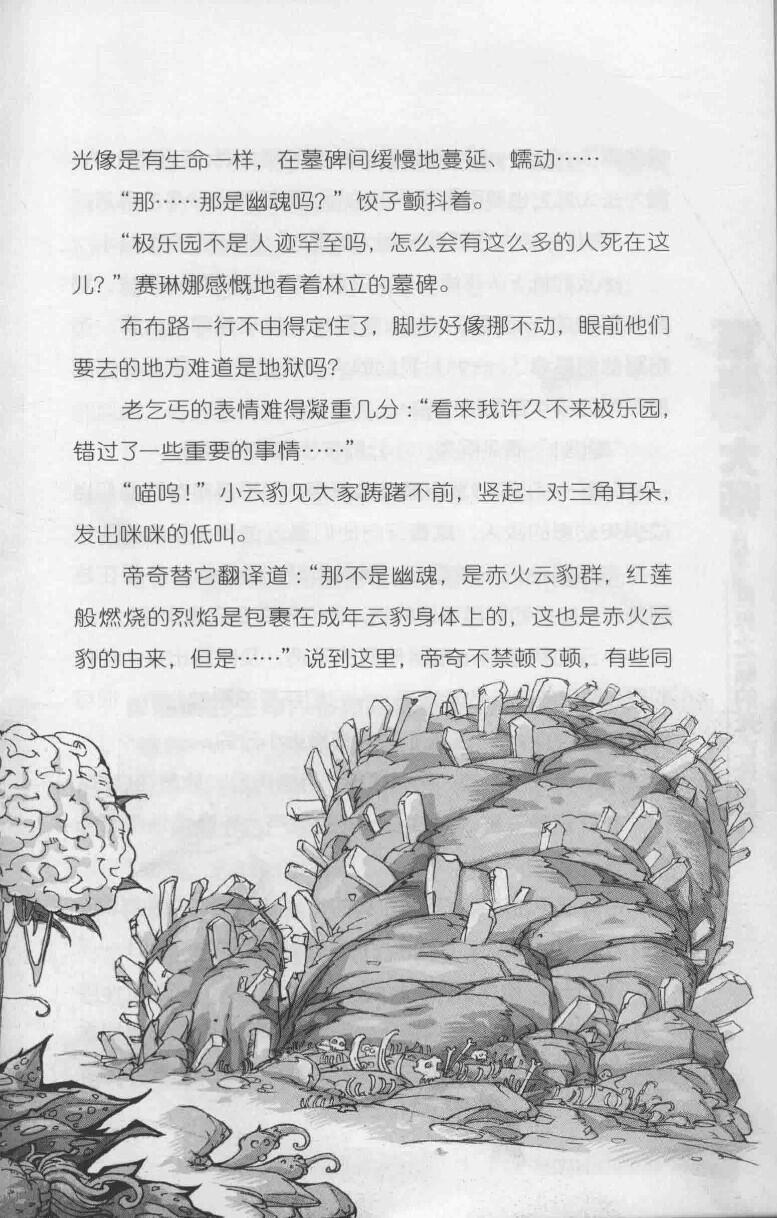 光像是有生命一样，在墓碑间缓慢地蔓延、蠕动……
“那……那是幽魂吗？”饺子颤抖着。
“极乐园不是人迹罕至吗，怎么会有这么多的人死在这
儿？”赛琳娜感慨地看着林立的墓碑。
布布路一行不由得定住了，脚步好像挪不动，眼前他们
要去的地方难道是地狱吗？
老乞丐的表情难得凝重几分：“看来我许久不来极乐园，
错过了一些重要的事情……”
“喵呜！”小云豹见大家踌躇不前，竖起一对三角耳朵，
发出咪咪的低叫。
帝奇替它翻译道：“那不是幽魂，是赤火云豹群，红莲
般燃烧的烈焰是包裹在成年云豹身体上的，这也是赤火云
豹的由来，但是……”说到这里，帝奇不禁顿了顿，有些同